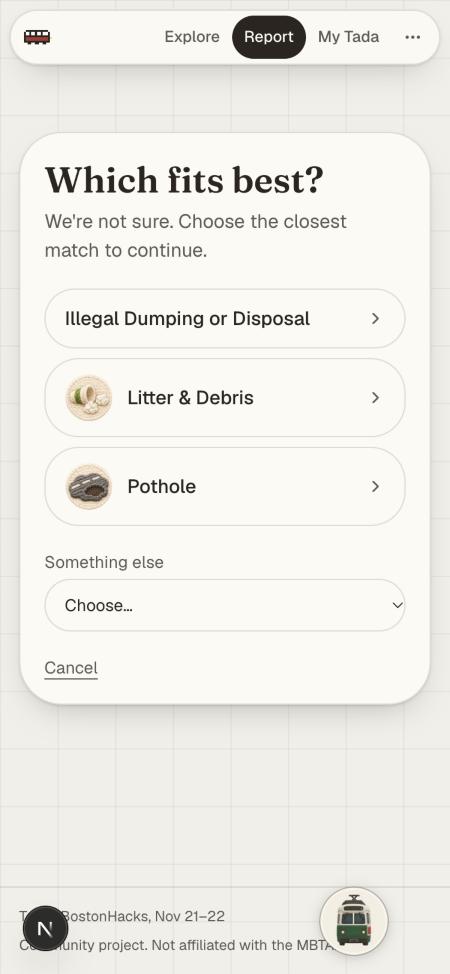 Explore Report My Tada ...
Which fits best?
We're not sure. Choose the closest
match to continue.
Illegal Dumping or Disposal
Litter & Debris
Pothole
Something else
Choose...
Cancel
BostonHacks, Nov 21–22
N
project. Not affiliated with the MBTA